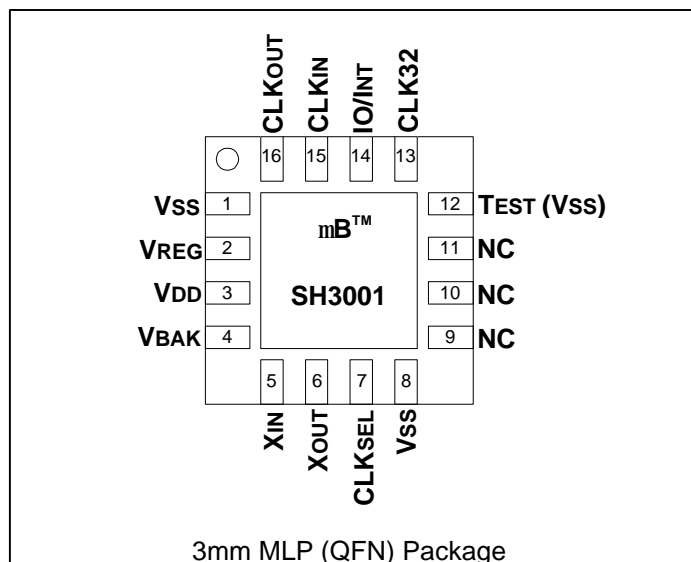 CLKOUT
CLKIN
IO/INT
CLK32
16
15
14
13
VSS
1
12
TEST (VSS)
mB™
VREG
2
11
NC
VDD
3
SH3001
10
NC
VBAK
4
9
NC
5
6
7
8
XIN
XOUT
CLKSEL
VSS
3mm MLP (QFN) Package